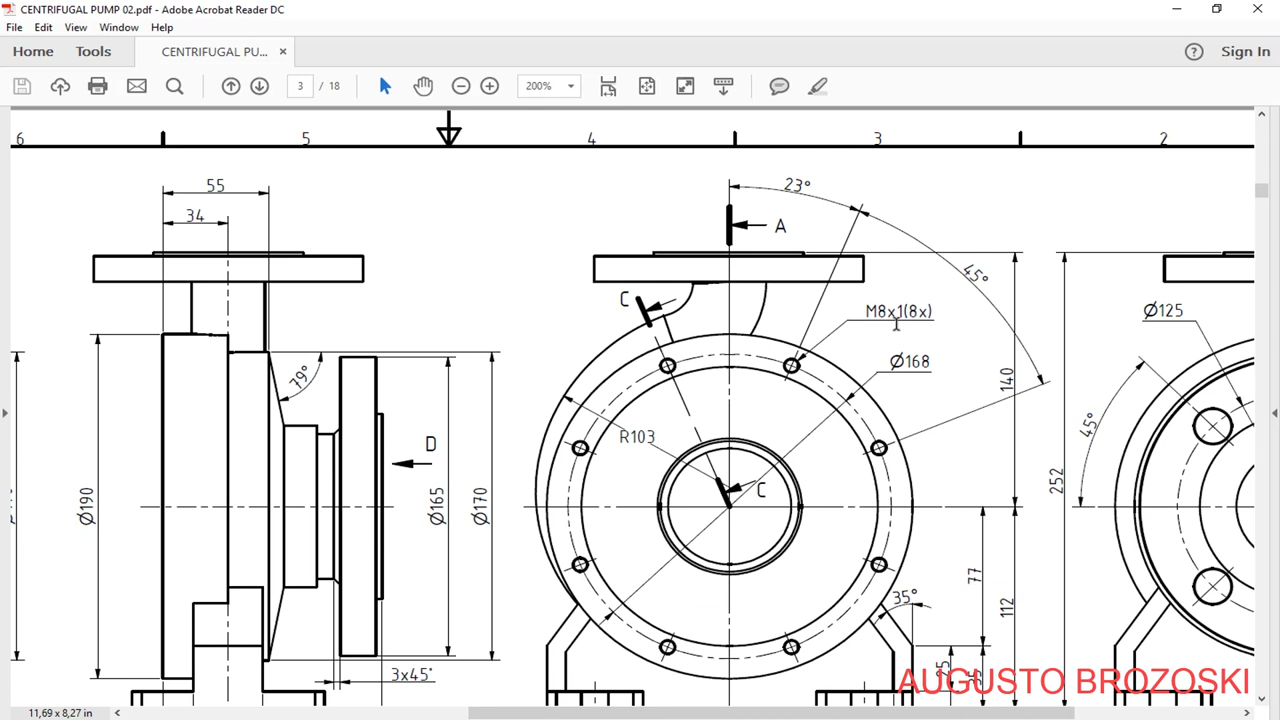 CENTRIFUGAL PUMP 02.pdf - Adobe Acrobat Reader DC
File Edit View Window Help
Home Tools CENTRIFUGAL PU... × Sign In
3 / 18 200%
6 5 4 3 2
55
34
23°
A
45°
C
M8x1(8x)
Ø125
Ø168
79°
140
45°
R103
D
252
C
Ø190
Ø165
Ø170
77
35°
112
3x45°
25
AUGUSTO BROZOSKI
11,69 x 8,27 in